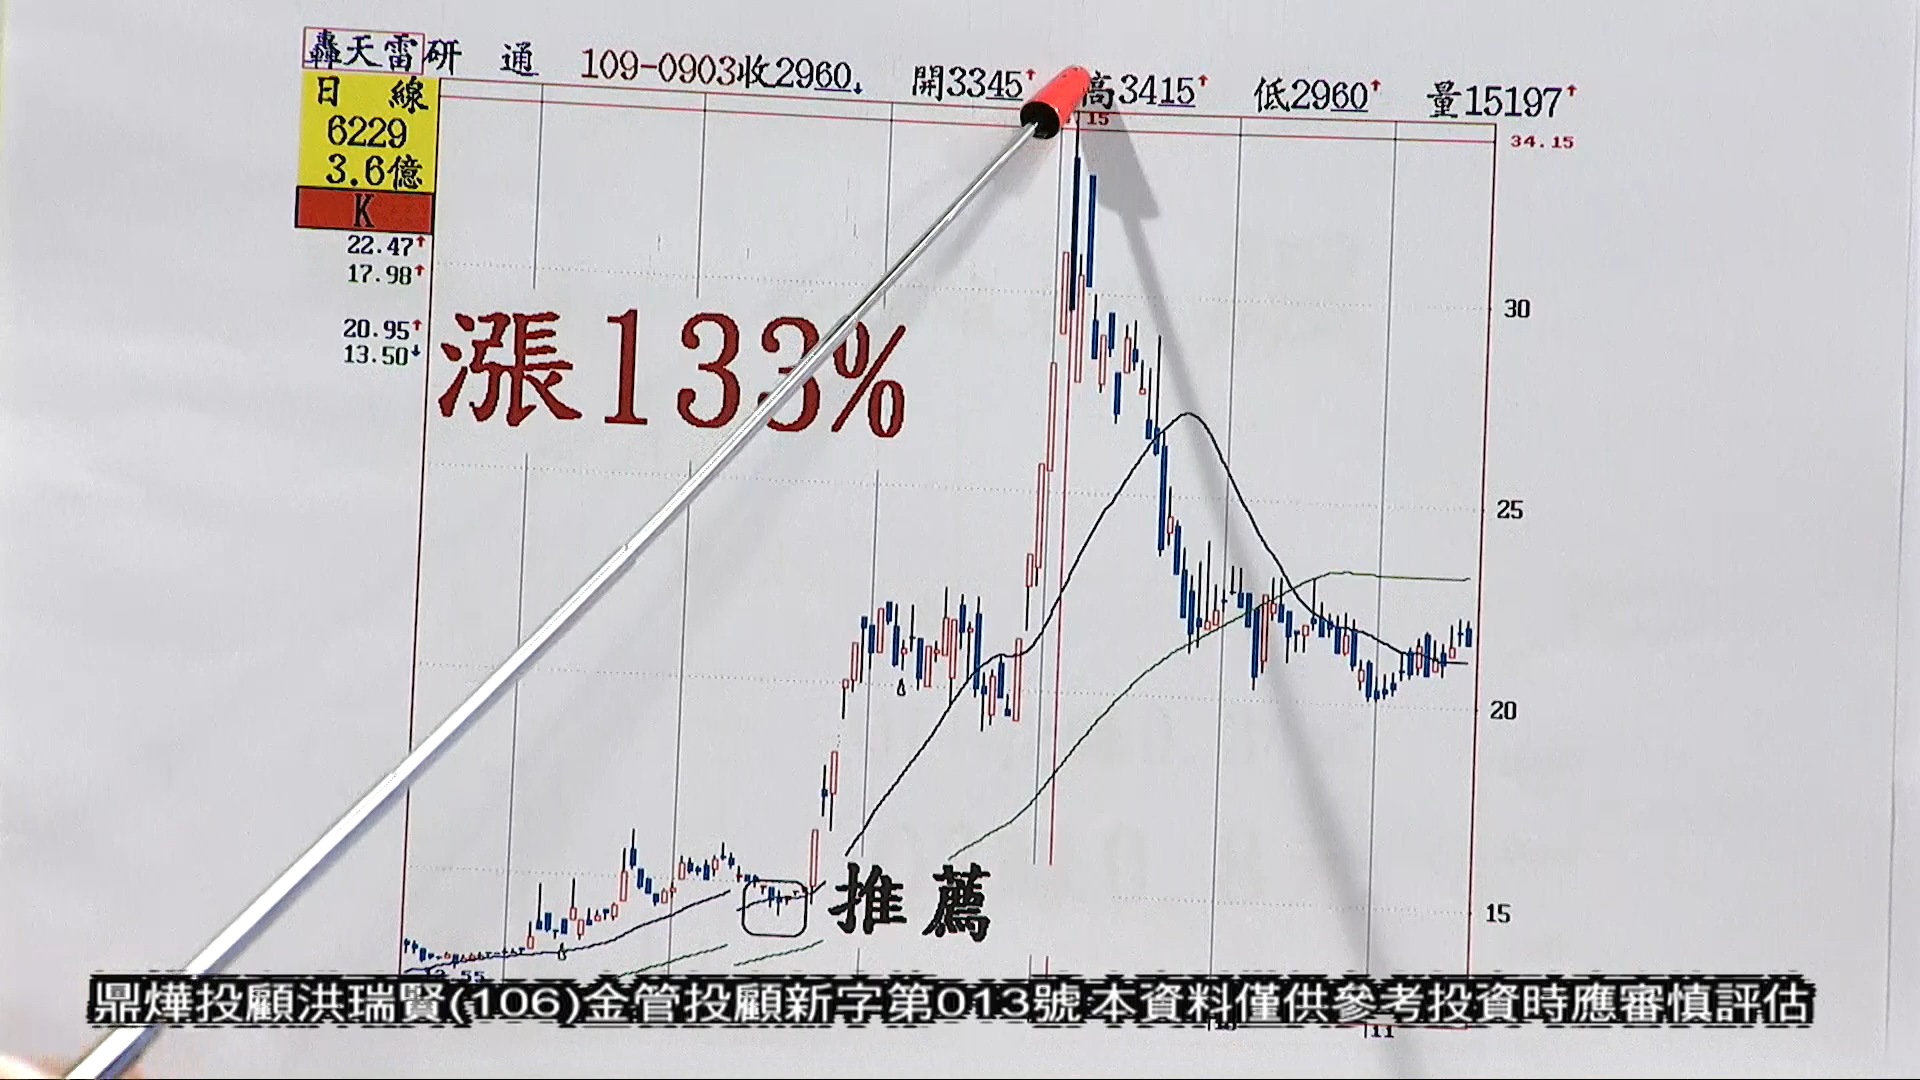 轟天雷研 通 109-0903收2960↓ 開3345↑ 高3415↑ 低2960↑ 量15197↑
日 線
6229
3.6億
K
22.47↑
17.98↑
20.95↑
13.50↓
漲133%
15
34.15
30
25
20
15
推薦
鼎燁投顧洪瑞賢(106)金管投顧新字第013號 本資料僅供參考投資時應審慎評估
11